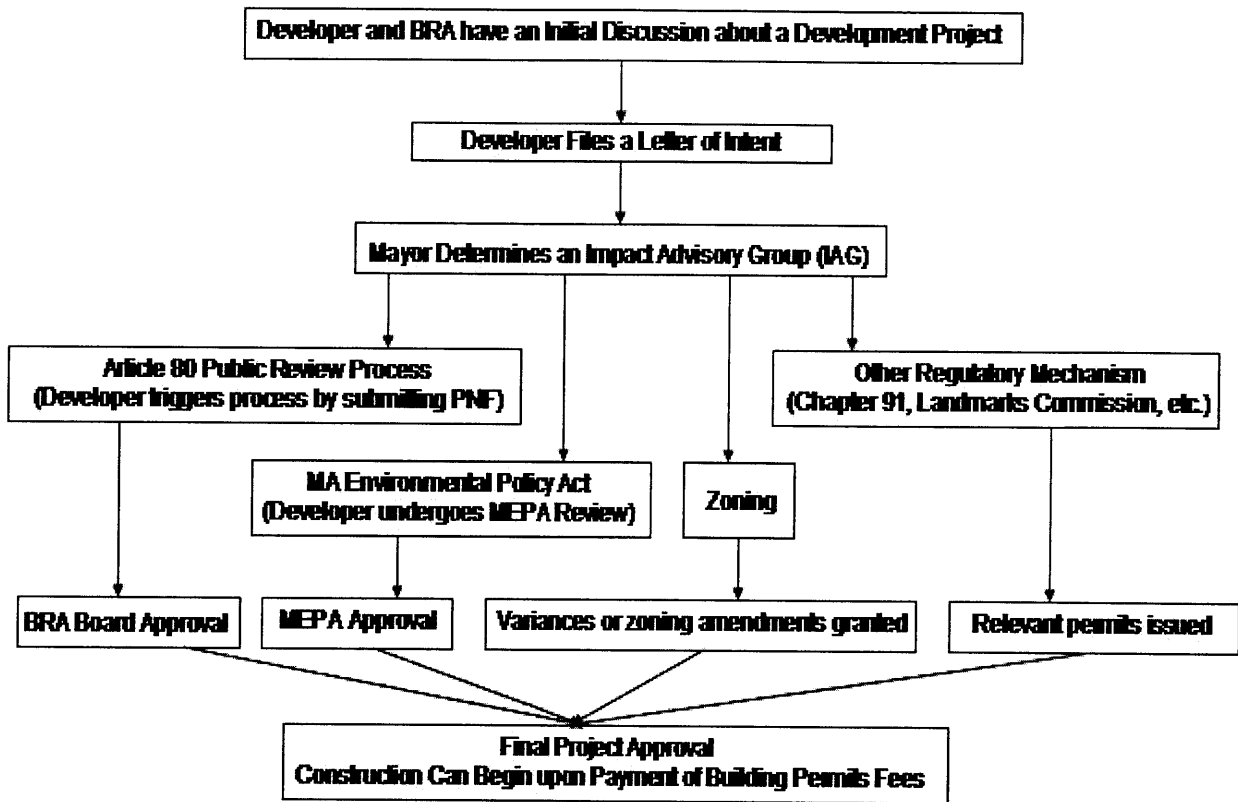 Developer and BRA have an Initial Discussion about a Development Project
Developer Files a Letter of Intent
Mayor Determines an Impact Advisory Group (IAG)
Article 80 Public Review Process
(Developer triggers process by submitting PNF)
Other Regulatory Mechanism
(Chapter 91, Landmarks Commission, etc.)
MA Environmental Policy Act
(Developer undergoes MEPA Review)
Zoning
BRA Board Approval
MEPA Approval
Variances or zoning amendments granted
Relevant permits issued
Final Project Approval
Construction Can Begin upon Payment of Building Permits Fees